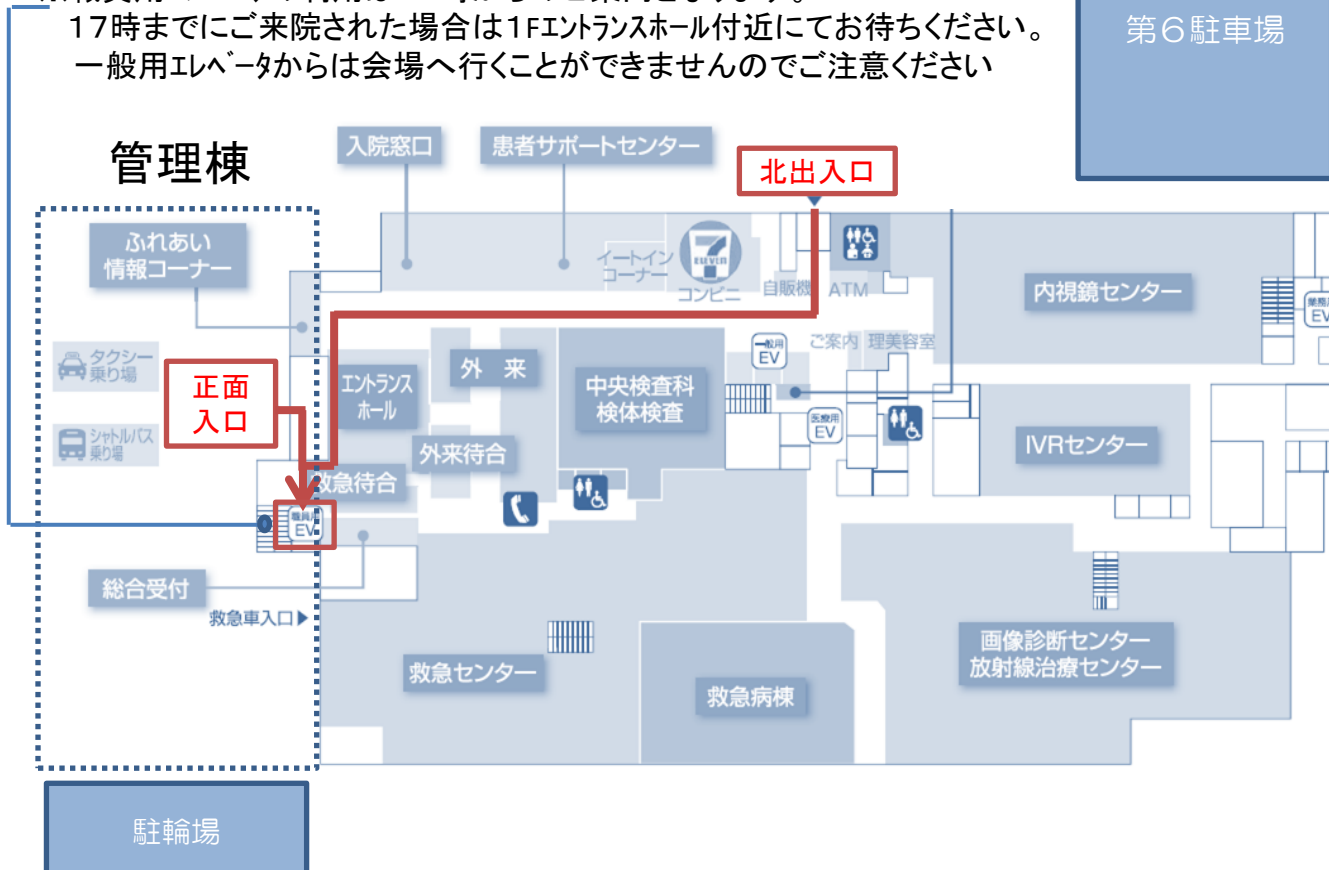 17時までにご来院された場合は1Fエントランスホール付近にてお待ちください。
一般用エレベータからは会場へ行くことができませんのでご注意ください
第6駐車場
管理棟
入院窓口
患者サポートセンター
北出入口
ふれあい
情報コーナー
イートイン
コーナー
ELEVEN
コンビニ
自販機
ATM
内視鏡センター
業務用
EV
タクシー
乗り場
正面
入口
エントランス
ホール
外 来
中央検査科
検体検査
一般用
EV
ご案内
理美容室
シャトルバス
乗り場
外来待合
医療用
EV
IVRセンター
救急待合
職員用
EV
総合受付
救急車入口▶
救急センター
救急病棟
画像診断センター
放射線治療センター
駐輪場